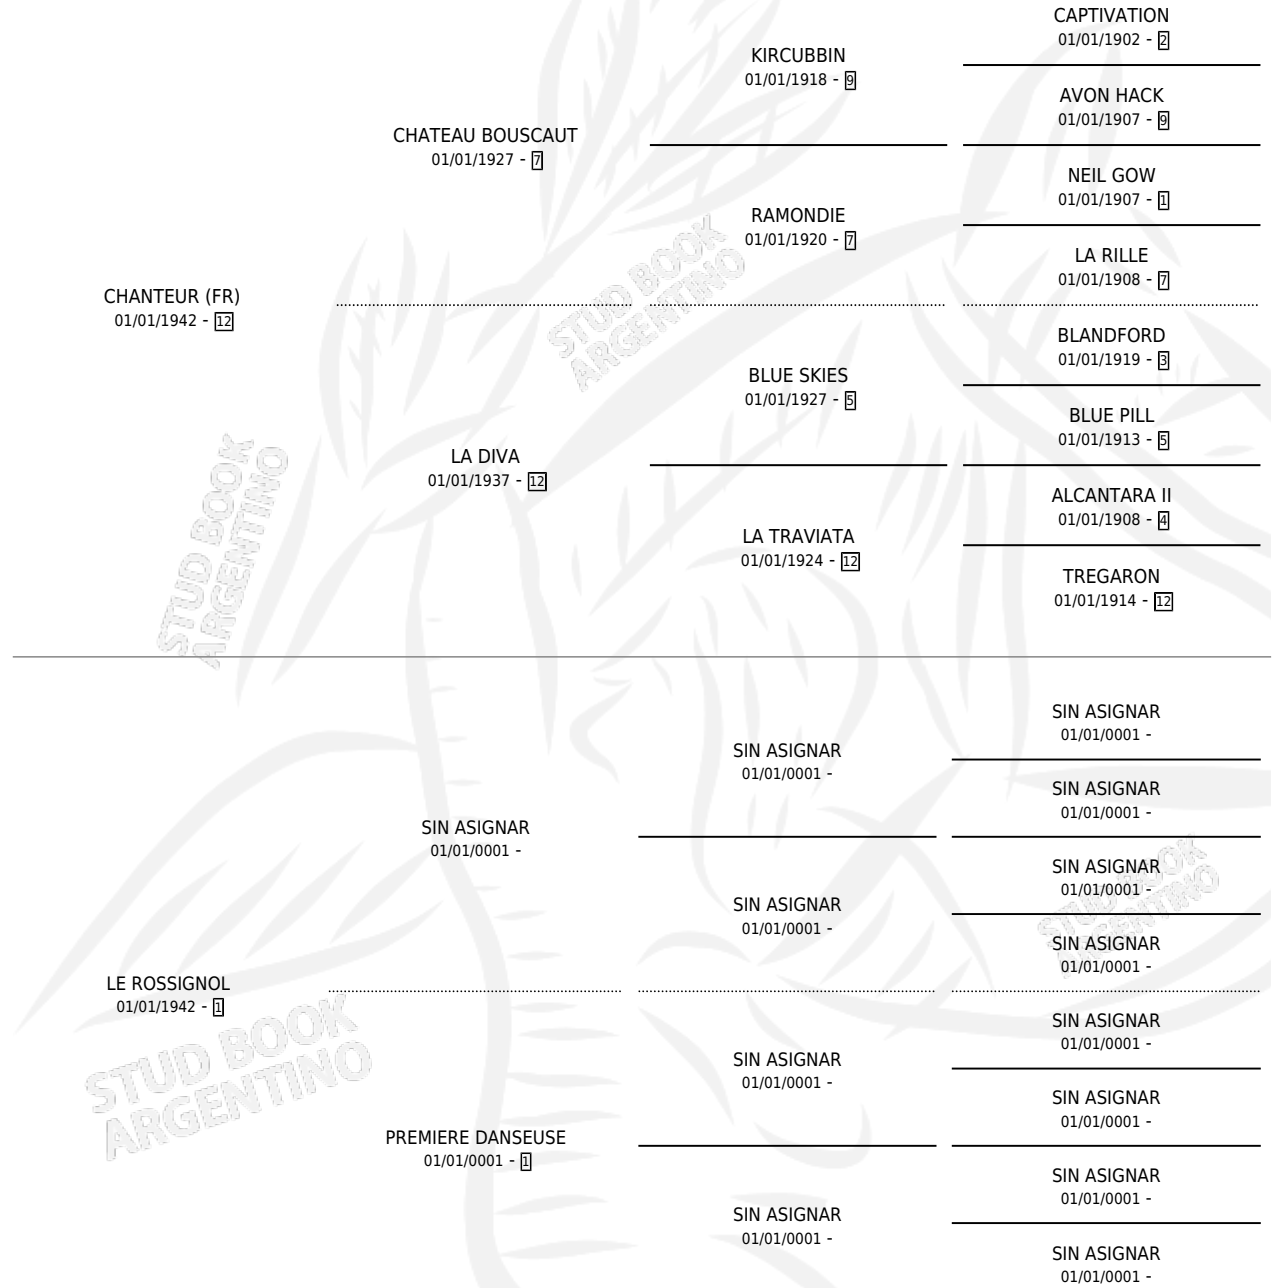 CAPTIVATION
01/01/1902 - 2
KIRCUBBIN
01/01/1918 - 9
AVON HACK
01/01/1907 - 9
CHATEAU BOUSCAUT
01/01/1927 - 7
NEIL GOW
01/01/1907 - 1
RAMONDIE
01/01/1920 - 7
LA RILLE
01/01/1908 - 7
CHANTEUR (FR)
01/01/1942 - 12
BLANDFORD
01/01/1919 - 3
BLUE SKIES
01/01/1927 - 5
BLUE PILL
01/01/1913 - 5
LA DIVA
01/01/1937 - 12
ALCANTARA II
01/01/1908 - 4
LA TRAVIATA
01/01/1924 - 12
TREGARON
01/01/1914 - 12
STUD BOOK
ARGENTINO
STUD BOOK
ARGENTINO
SIN ASIGNAR
01/01/0001 -
SIN ASIGNAR
01/01/0001 -
SIN ASIGNAR
01/01/0001 -
SIN ASIGNAR
01/01/0001 -
SIN ASIGNAR
01/01/0001 -
SIN ASIGNAR
01/01/0001 -
SIN ASIGNAR
01/01/0001 -
STUD BOOK
ARGENTINO
LE ROSSIGNOL
01/01/1942 - 1
SIN ASIGNAR
01/01/0001 -
SIN ASIGNAR
01/01/0001 -
SIN ASIGNAR
01/01/0001 -
PREMIERE DANSEUSE
01/01/0001 - 1
SIN ASIGNAR
01/01/0001 -
SIN ASIGNAR
01/01/0001 -
SIN ASIGNAR
01/01/0001 -
STUD BOOK
ARGENTINO